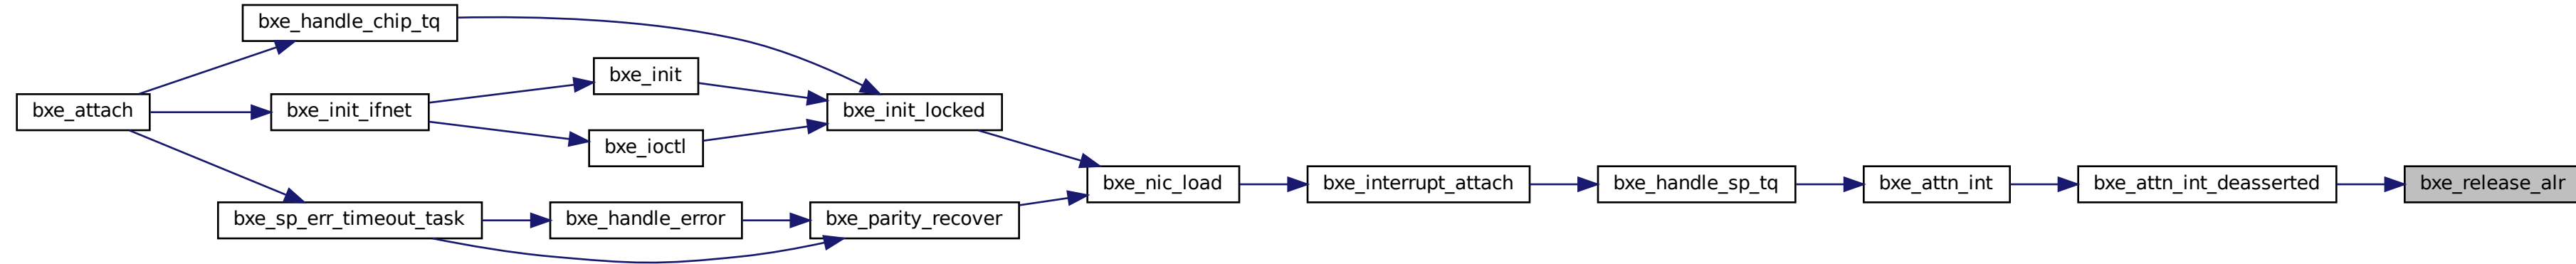 bxe_handle_chip_tq
bxe_init
bxe_attach
bxe_init_ifnet
bxe_init_locked
bxe_ioctl
bxe_nic_load
bxe_interrupt_attach
bxe_handle_sp_tq
bxe_attn_int
bxe_attn_int_deasserted
bxe_release_alr
bxe_sp_err_timeout_task
bxe_handle_error
bxe_parity_recover